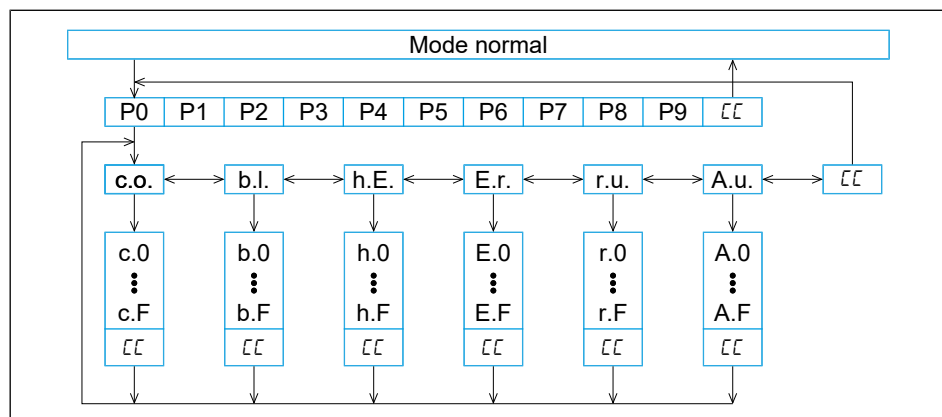 Mode normal
P0 P1 P2 P3 P4 P5 P6 P7 P8 P9 CC
c.o. b.l. h.E. E.r. r.u. A.u. CC
c.0 b.0 h.0 E.0 r.0 A.0
c.F b.F h.F E.F r.F A.F
CC CC CC CC CC CC